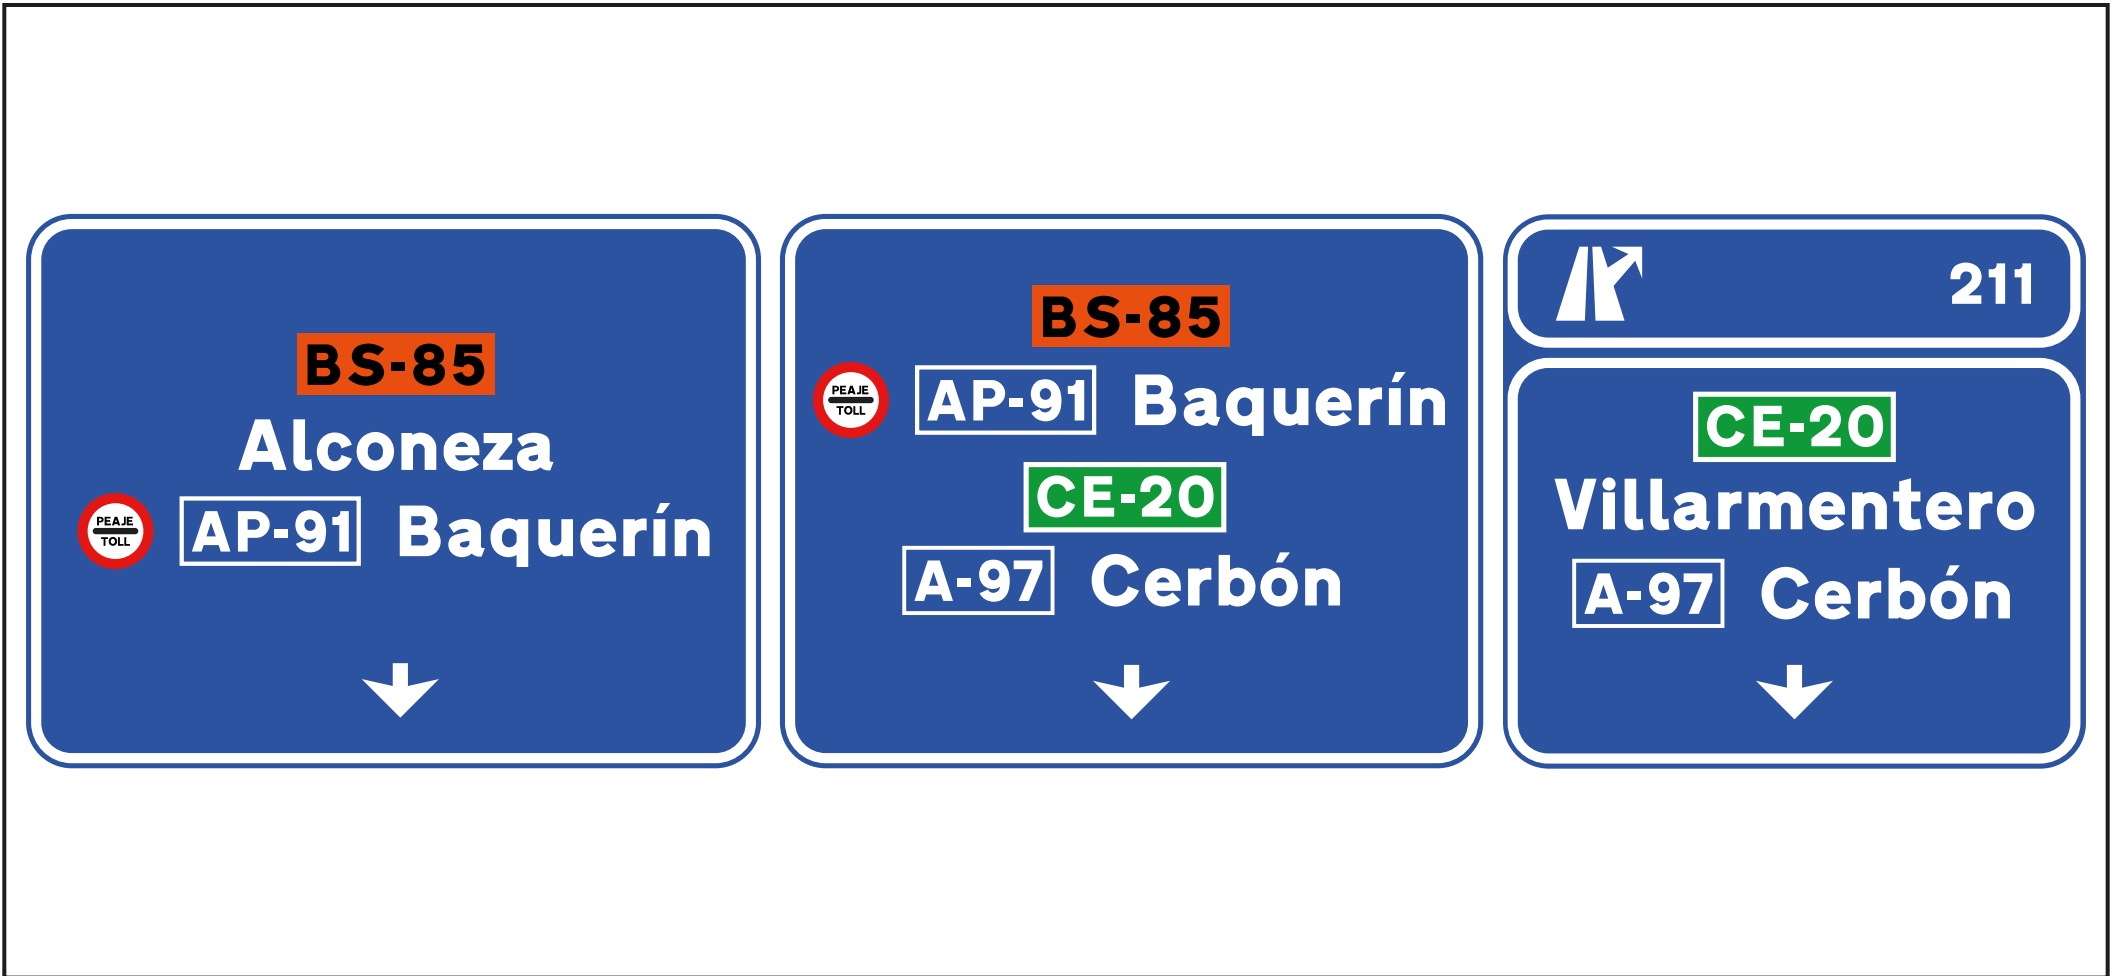 BS-85
Alconeza
PEAJE
TOLL
AP-91 Baquerín
BS-85
PEAJE
TOLL
AP-91 Baquerín
CE-20
A-97 Cerbón
211
CE-20
Villarmentero
A-97 Cerbón